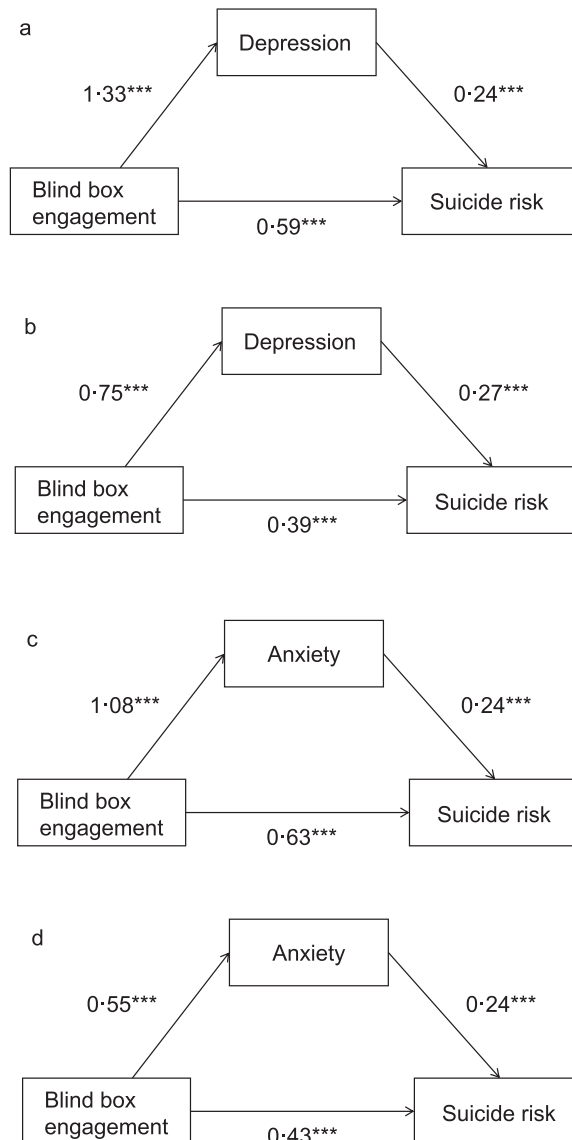 a
Depression
1·33***
0·24***
Blind box
engagement
Suicide risk
0·59***
b
Depression
0·75***
0·27***
Blind box
engagement
Suicide risk
0·39***
c
Anxiety
1·08***
0·24***
Blind box
engagement
Suicide risk
0·63***
d
Anxiety
0·55***
0·24***
Blind box
engagement
Suicide risk
0·43***